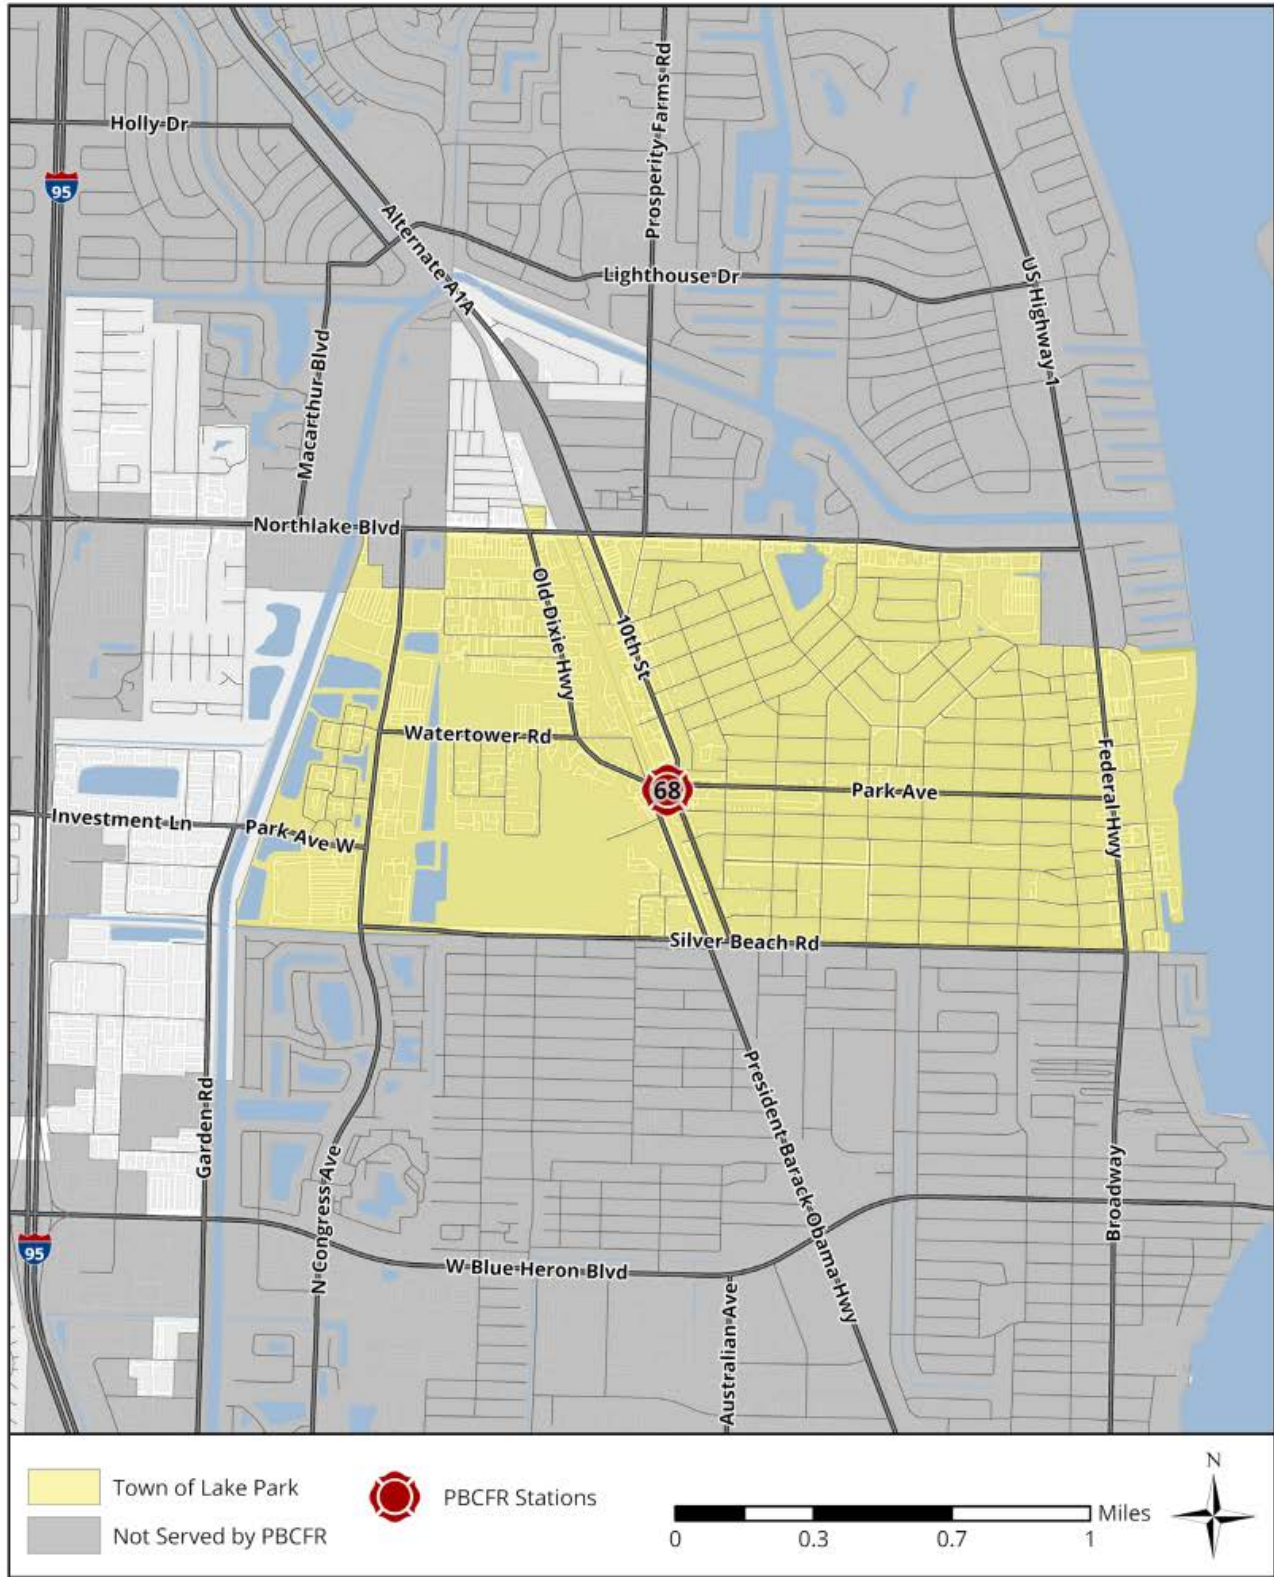 Holly Dr
95
Prosperity Farms Rd
Alternate A1A
Lighthouse Dr
US Highway 1
Macarthur Blvd
Northlake Blvd
Old Dixie Hwy
10th St
Watertower Rd
Federal Hwy
68
Park Ave
Investment Ln
Park Ave W
Silver Beach Rd
President Barack Obama Hwy
Garden Rd
N Congress Ave
Broadway
95
W Blue Heron Blvd
Australian Ave
Town of Lake Park
Not Served by PBCFR
PBCFR Stations
Miles
0 0.3 0.7 1
N